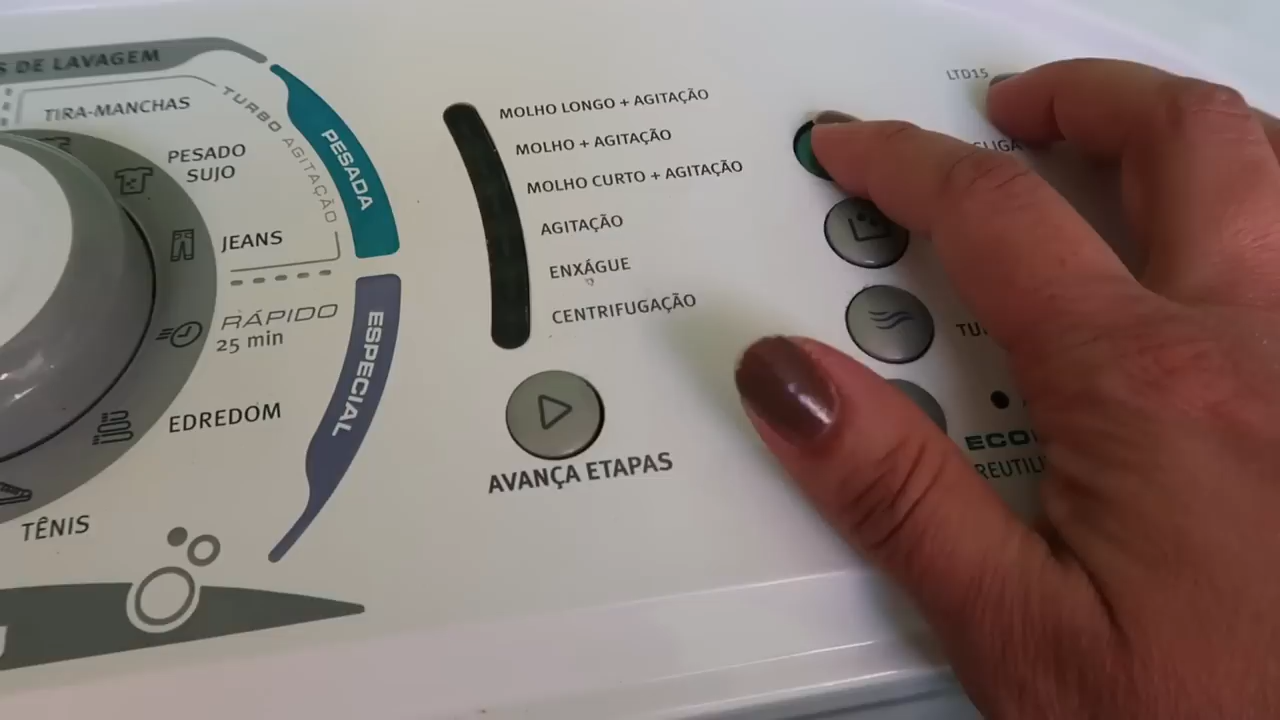 S DE LAVAGEM
TIRA-MANCHAS
TURBO AGITAÇÃO
PESADO
SUJO
JEANS
PESADA
RÁPIDO
25 min
EDREDOM
TÊNIS
ESPECIAL
MOLHO LONGO + AGITAÇÃO
MOLHO + AGITAÇÃO
MOLHO CURTO + AGITAÇÃO
AGITAÇÃO
ENXÁGUE
CENTRIFUGAÇÃO
AVANÇA ETAPAS
LTD15